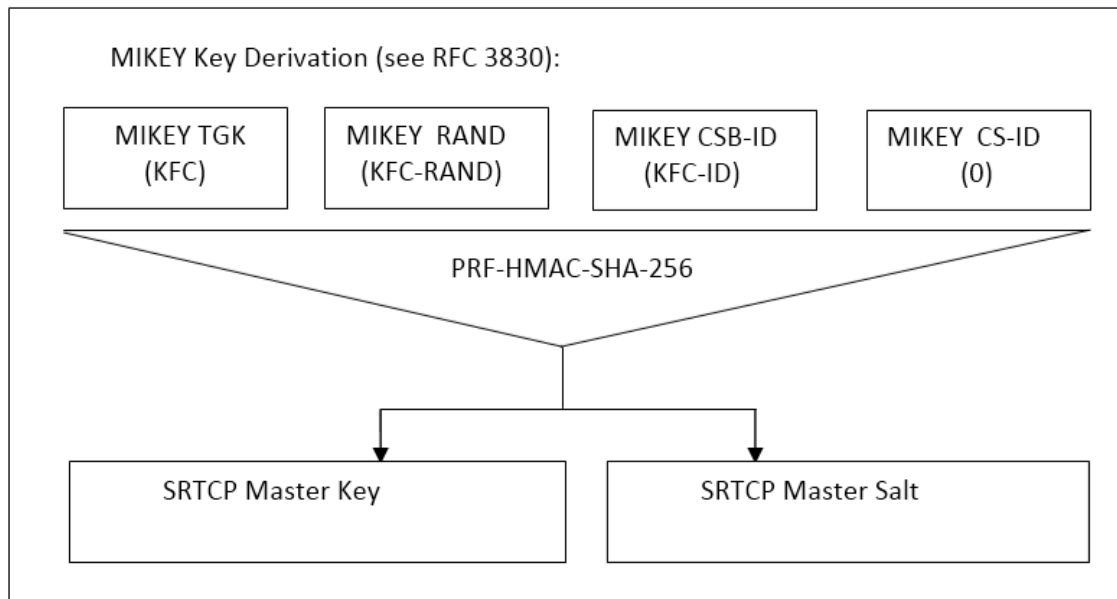 MIKEY Key Derivation (see RFC 3830):
MIKEY TGK
(KFC)
MIKEY RAND
(KFC-RAND)
MIKEY CSB-ID
(KFC-ID)
MIKEY CS-ID
(0)
PRF-HMAC-SHA-256
SRTCP Master Key
SRTCP Master Salt